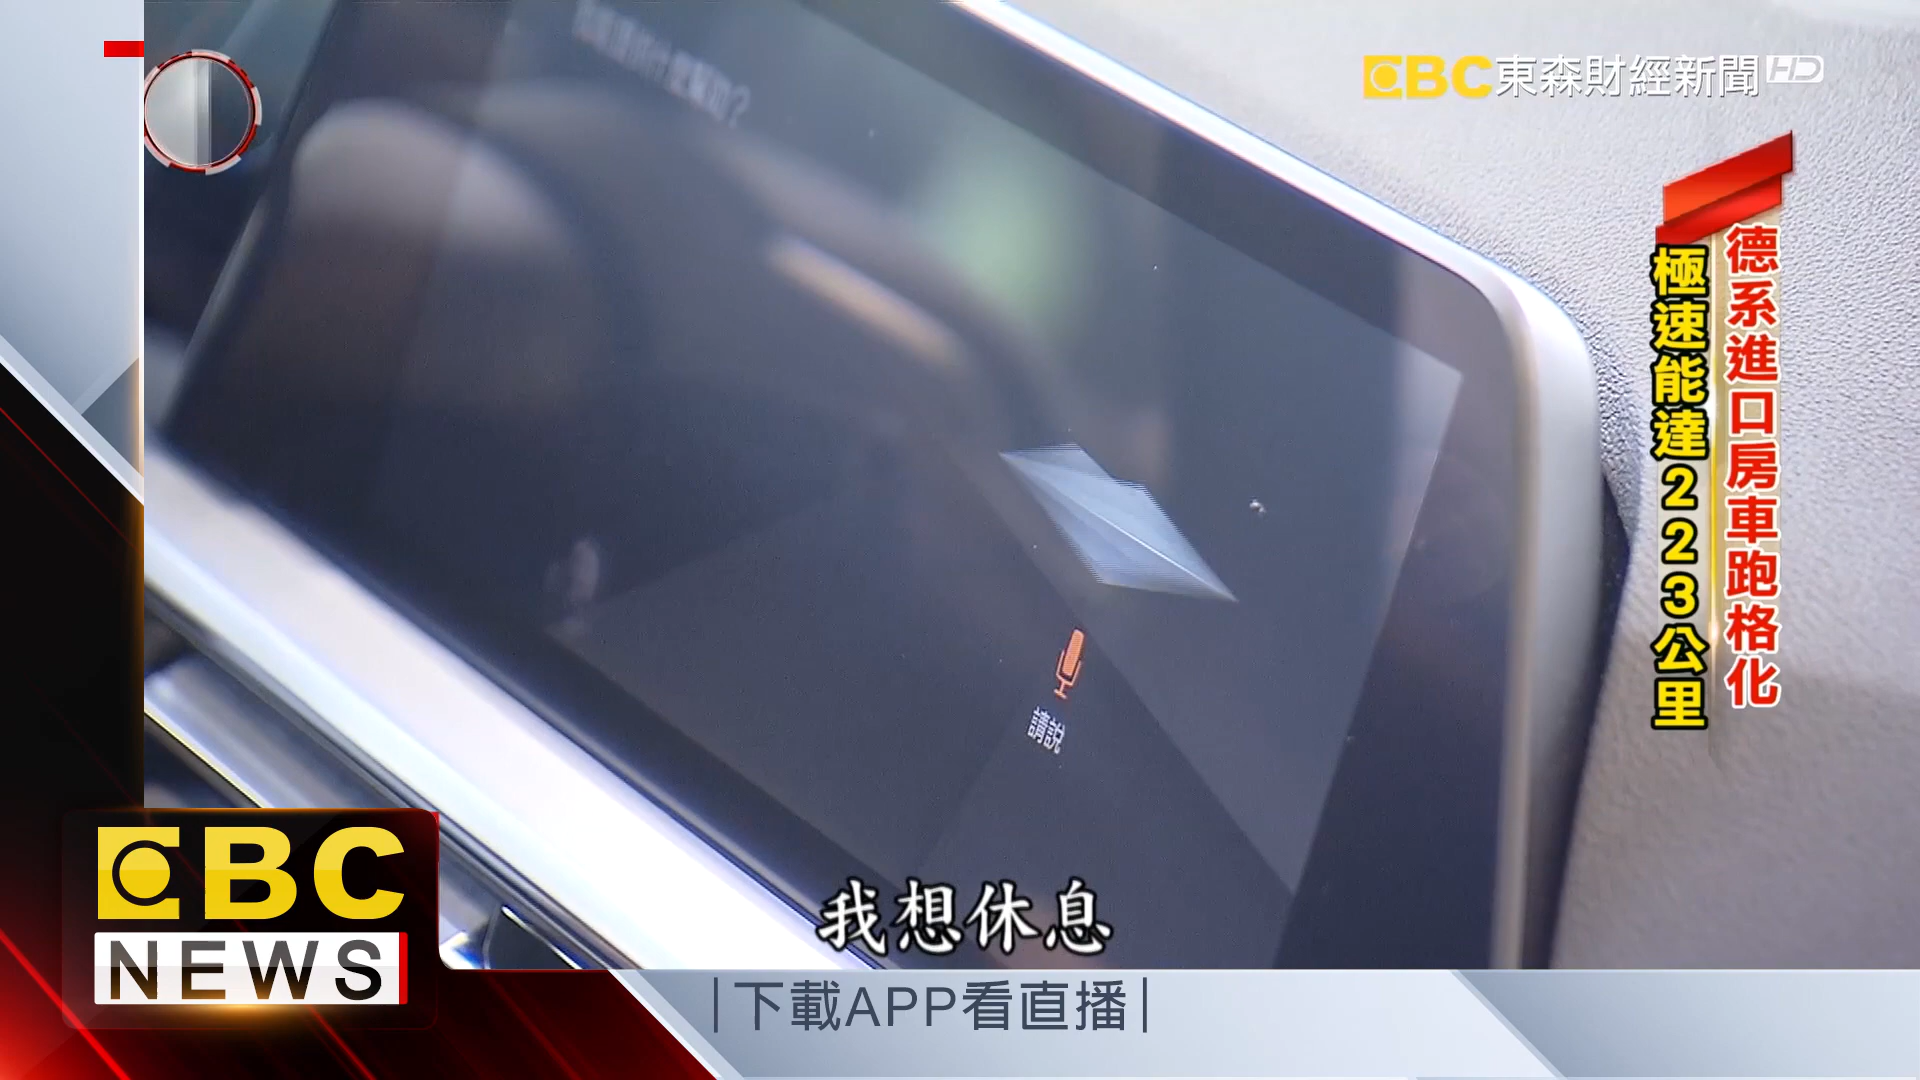 EBC東森財經新聞HD
德系進口房車跑格化
極速能達223公里
請說
我想休息
EBC
NEWS
|下載APP看直播|